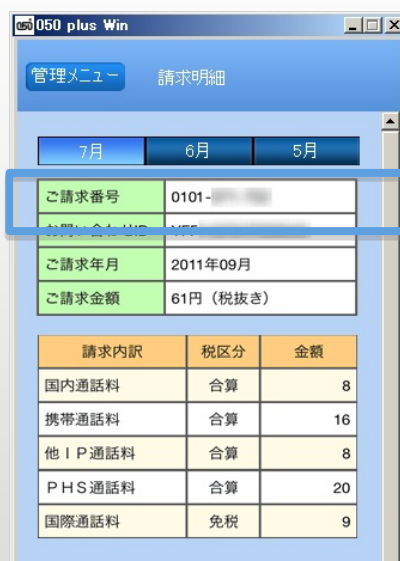 050 050 plus Win
管理メニュー 請求明細
7月 6月 5月
ご請求番号 0101-
ご請求年月 2011年09月
ご請求金額 61円（税抜き）
請求内訳 税区分 金額
国内通話料 合算 8
携帯通話料 合算 16
他ＩＰ通話料 合算 8
ＰＨＳ通話料 合算 20
国際通話料 免税 9